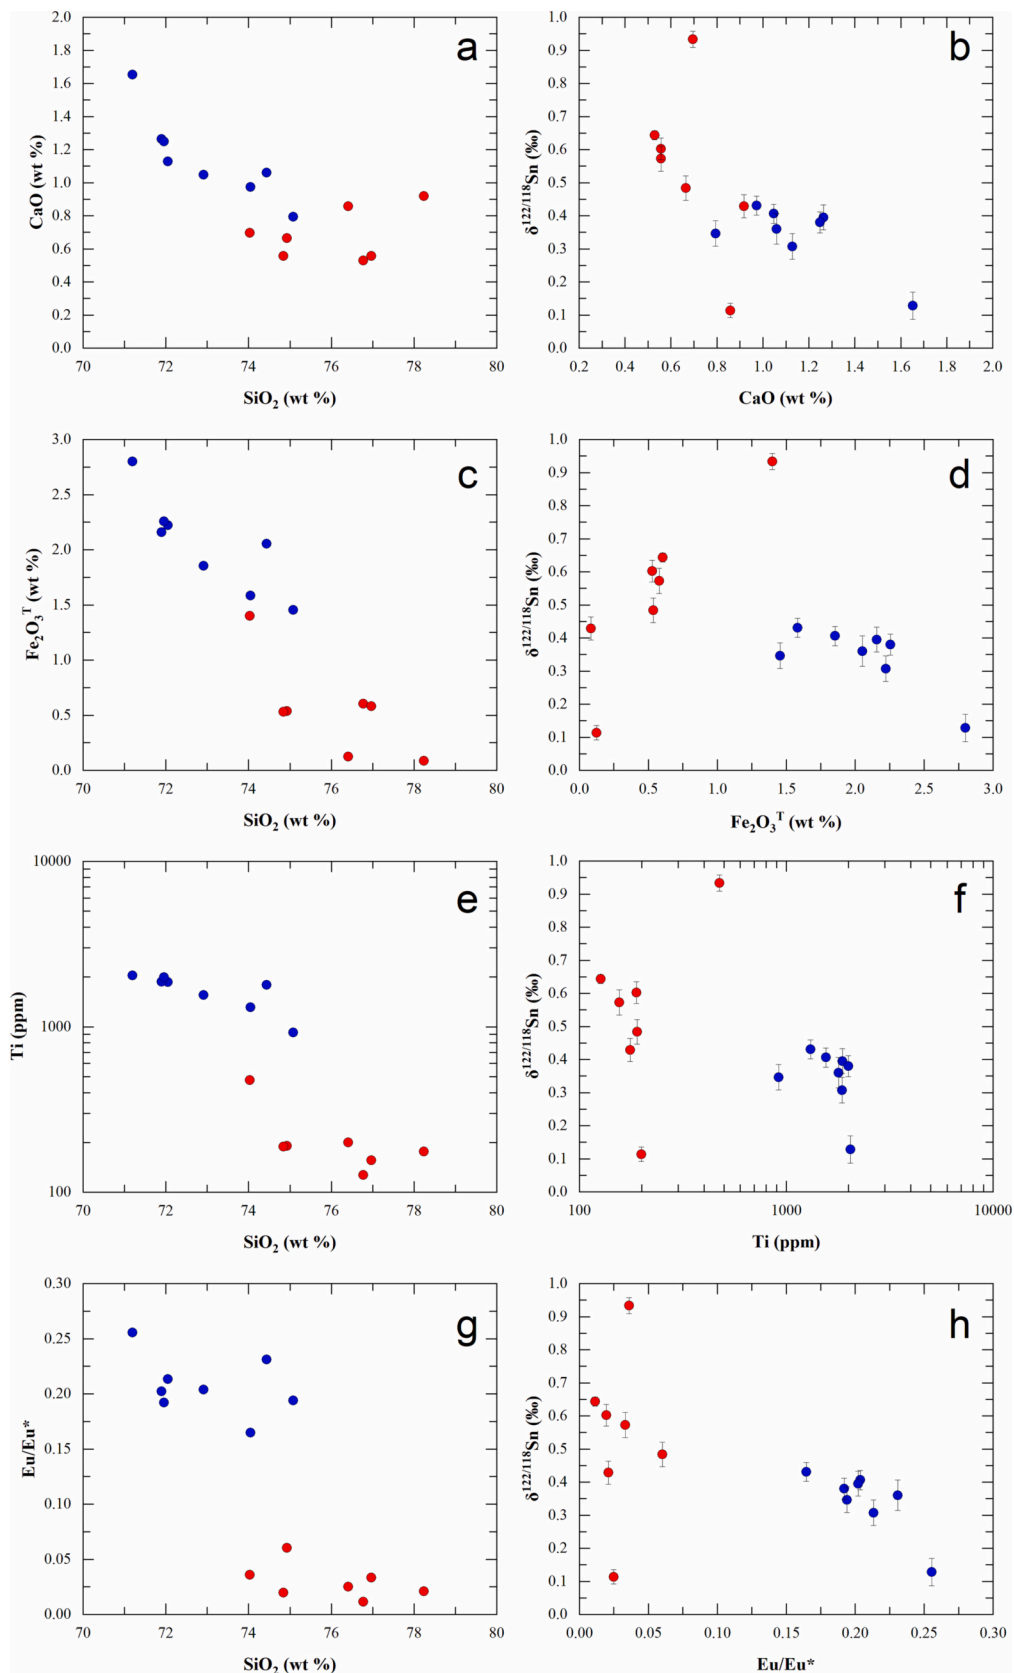 a
CaO (wt %)
2.0
1.8
1.6
1.4
1.2
1.0
0.8
0.6
0.4
0.2
0.0
70 72 74 76 78 80
SiO₂ (wt %)
b
δ¹²²/¹¹⁸Sn (‰)
1.0
0.9
0.8
0.7
0.6
0.5
0.4
0.3
0.2
0.1
0.0
0.2 0.4 0.6 0.8 1.0 1.2 1.4 1.6 1.8 2.0
CaO (wt %)
c
Fe₂O₃ᵀ (wt %)
3.0
2.5
2.0
1.5
1.0
0.5
0.0
70 72 74 76 78 80
SiO₂ (wt %)
d
δ¹²²/¹¹⁸Sn (‰)
1.0
0.9
0.8
0.7
0.6
0.5
0.4
0.3
0.2
0.1
0.0
0.0 0.5 1.0 1.5 2.0 2.5 3.0
Fe₂O₃ᵀ (wt %)
e
Ti (ppm)
10000
1000
100
70 72 74 76 78 80
SiO₂ (wt %)
f
δ¹²²/¹¹⁸Sn (‰)
1.0
0.9
0.8
0.7
0.6
0.5
0.4
0.3
0.2
0.1
0.0
100 1000 10000
Ti (ppm)
g
Eu/Eu*
0.30
0.25
0.20
0.15
0.10
0.05
0.00
70 72 74 76 78 80
SiO₂ (wt %)
h
δ¹²²/¹¹⁸Sn (‰)
1.0
0.9
0.8
0.7
0.6
0.5
0.4
0.3
0.2
0.1
0.0
0.00 0.05 0.10 0.15 0.20 0.25 0.30
Eu/Eu*